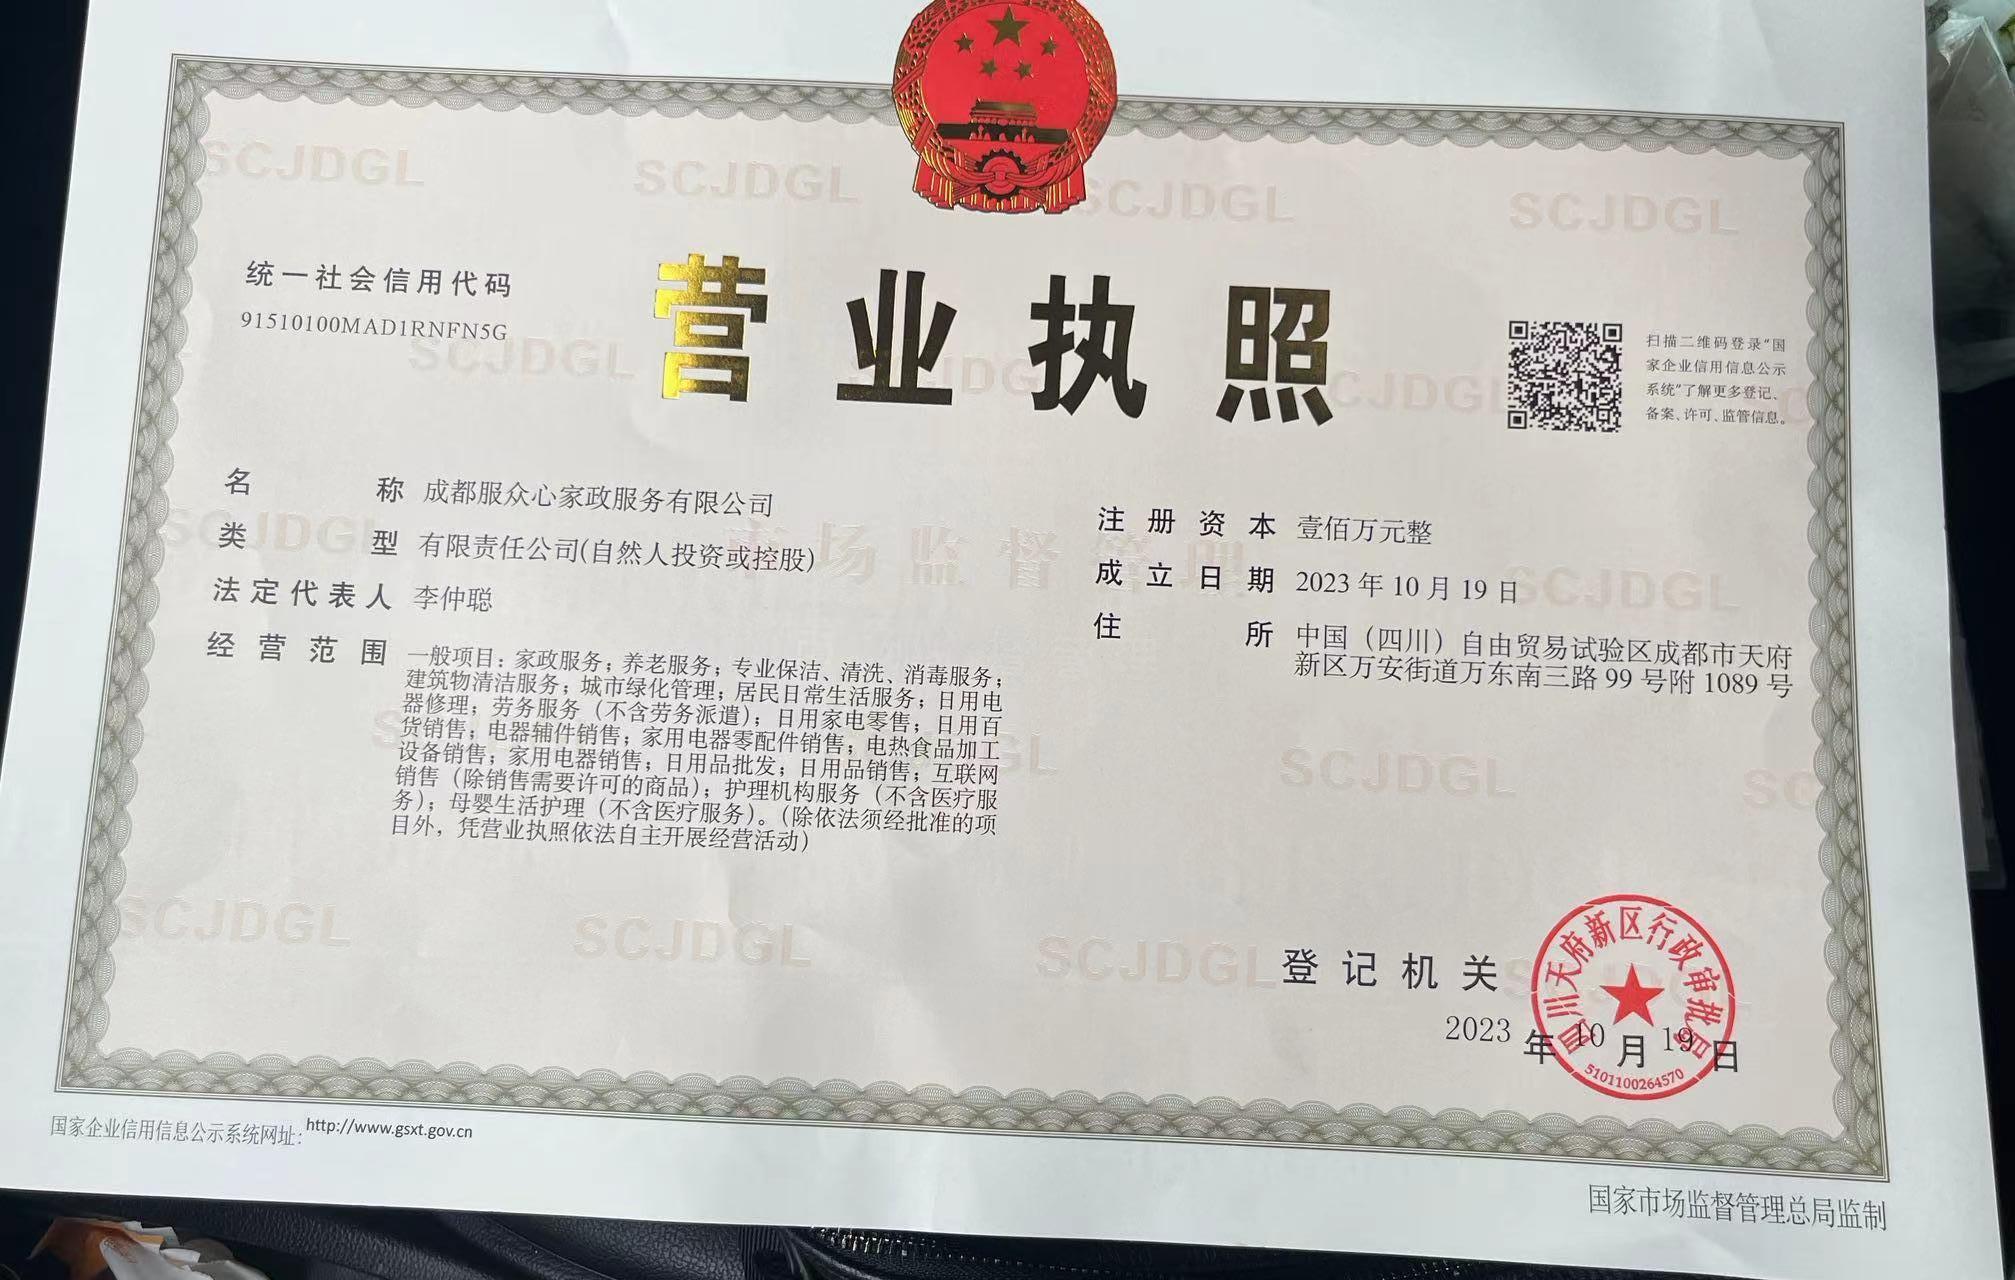 营业执照
统一社会信用代码
91510100MAD1RNFN5G
扫描二维码登录“国
家企业信用信息公示
系统”了解更多登记、
备案、许可、监管信息。
名称 成都服众心家政服务有限公司
类型 有限责任公司(自然人投资或控股)
法定代表人 李仲聪
经营范围 一般项目：家政服务；养老服务；专业保洁、清洗、消毒服务；
建筑物清洁服务；城市绿化管理；居民日常生活服务；日用电
器修理；劳务服务（不含劳务派遣）；日用家电零售；日用百
货销售；电器辅件销售；家用电器零配件销售；电热食品加工
设备销售；家用电器销售；日用品批发；日用品销售；互联网
销售（除销售需要许可的商品）；护理机构服务（不含医疗服
务）；母婴生活护理（不含医疗服务）。（除依法须经批准的项
目外，凭营业执照依法自主开展经营活动）
注册资本 壹佰万元整
成立日期 2023年10月19日
住所 中国（四川）自由贸易试验区成都市天府
新区万安街道万东南三路99号附1089号
登记机关
四川天府新区行政审批局
5101100264570
2023年10月19日
国家企业信用信息公示系统网址：http://www.gsxt.gov.cn
国家市场监督管理总局监制
SCJDGL
SCJDGL
SCJDGL
SCJDGL
SCJDGL
市场监督管理
SCJDGL
SCJDGL
SCJDGL
SCJDGL
SCJDGL